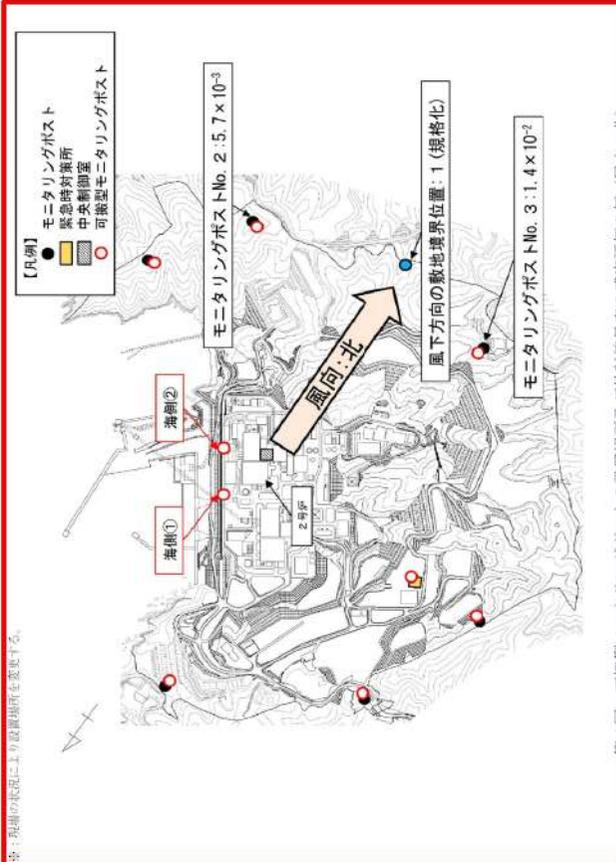 ※：現場の状況により設置場所を変更する。
【凡例】
モニタリングポスト
緊急時対策所
中央制御室
可搬型モニタリングポスト
モニタリングポストNo. 2：5.7×10⁻³
海側②
海側①
2号炉
風向：北
風下方向の敷地境界位置：1（規格化）
モニタリングポストNo. 3：1.4×10⁻²